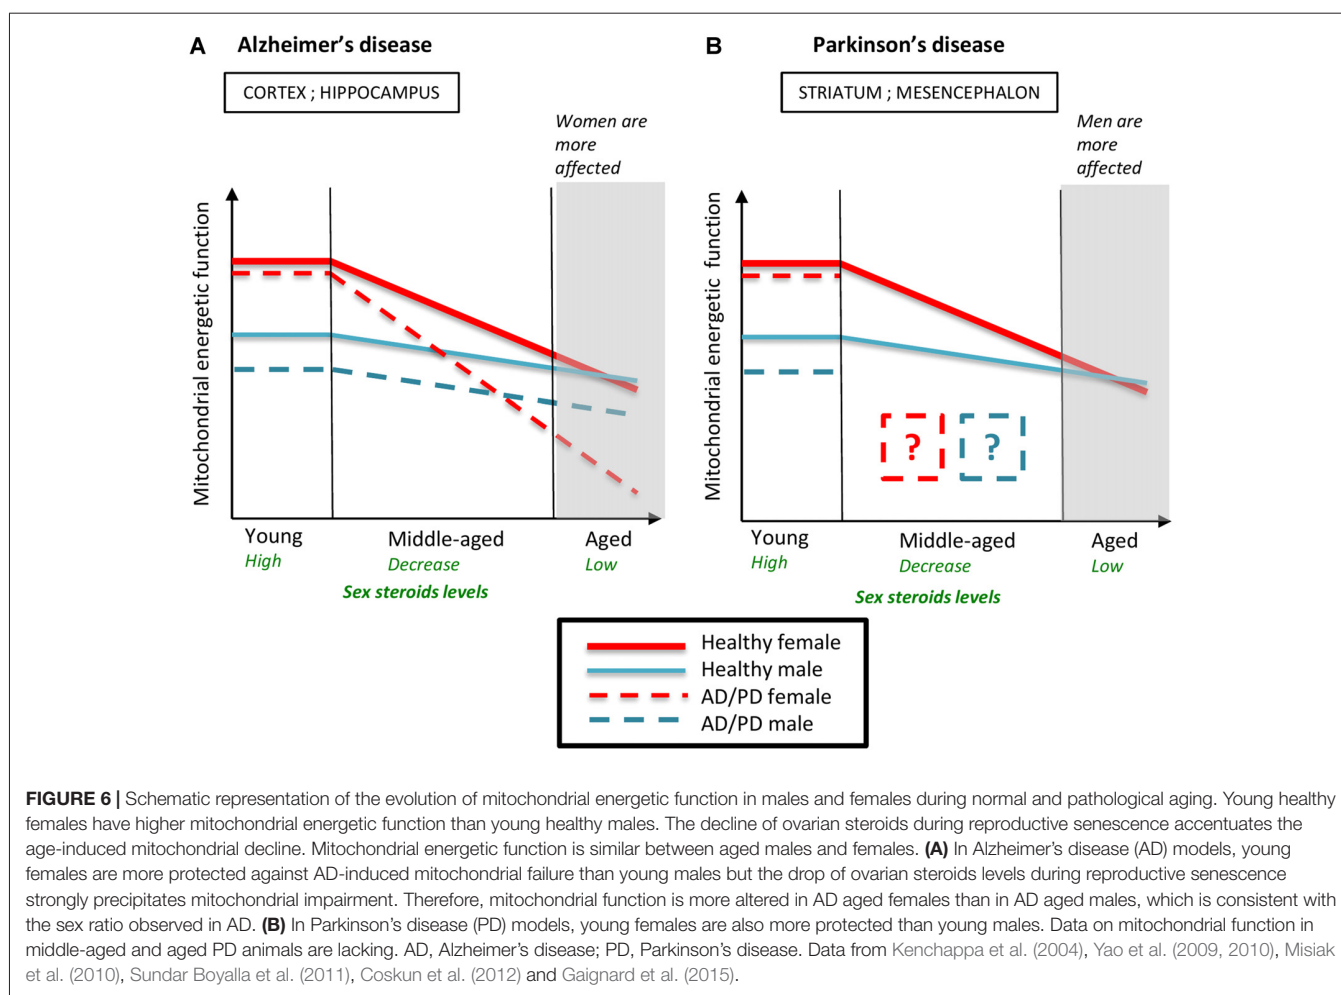 A Alzheimer's disease
CORTEX ; HIPPOCAMPUS
Women are
more
affected
Mitochondrial energetic function
Young
High
Middle-aged
Decrease
Aged
Low
Sex steroids levels
B Parkinson's disease
STRIATUM ; MESENCEPHALON
Men are
more
affected
Mitochondrial energetic function
?
?
Young
High
Middle-aged
Decrease
Aged
Low
Sex steroids levels
Healthy female
Healthy male
AD/PD female
AD/PD male
FIGURE 6 | Schematic representation of the evolution of mitochondrial energetic function in males and females during normal and pathological aging. Young healthy
females have higher mitochondrial energetic function than young healthy males. The decline of ovarian steroids during reproductive senescence accentuates the
age-induced mitochondrial decline. Mitochondrial energetic function is similar between aged males and females. (A) In Alzheimer's disease (AD) models, young
females are more protected against AD-induced mitochondrial failure than young males but the drop of ovarian steroids levels during reproductive senescence
strongly precipitates mitochondrial impairment. Therefore, mitochondrial function is more altered in AD aged females than in AD aged males, which is consistent with
the sex ratio observed in AD. (B) In Parkinson's disease (PD) models, young females are also more protected than young males. Data on mitochondrial function in
middle-aged and aged PD animals are lacking. AD, Alzheimer's disease; PD, Parkinson's disease. Data from Kenchappa et al. (2004), Yao et al. (2009, 2010), Misiak
et al. (2010), Sundar Boyalla et al. (2011), Coskun et al. (2012) and Gaignard et al. (2015).